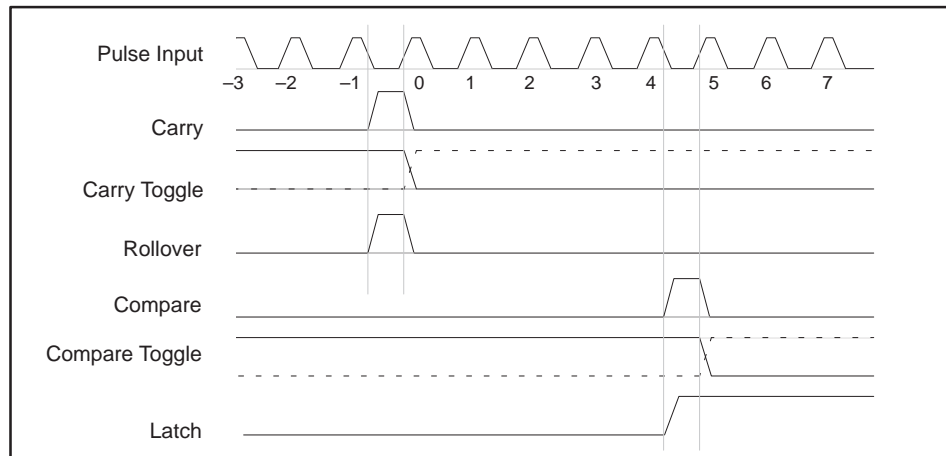 Pulse Input
–3 –2 –1 0 1 2 3 4 5 6 7
Carry
Carry Toggle
Rollover
Compare
Compare Toggle
Latch